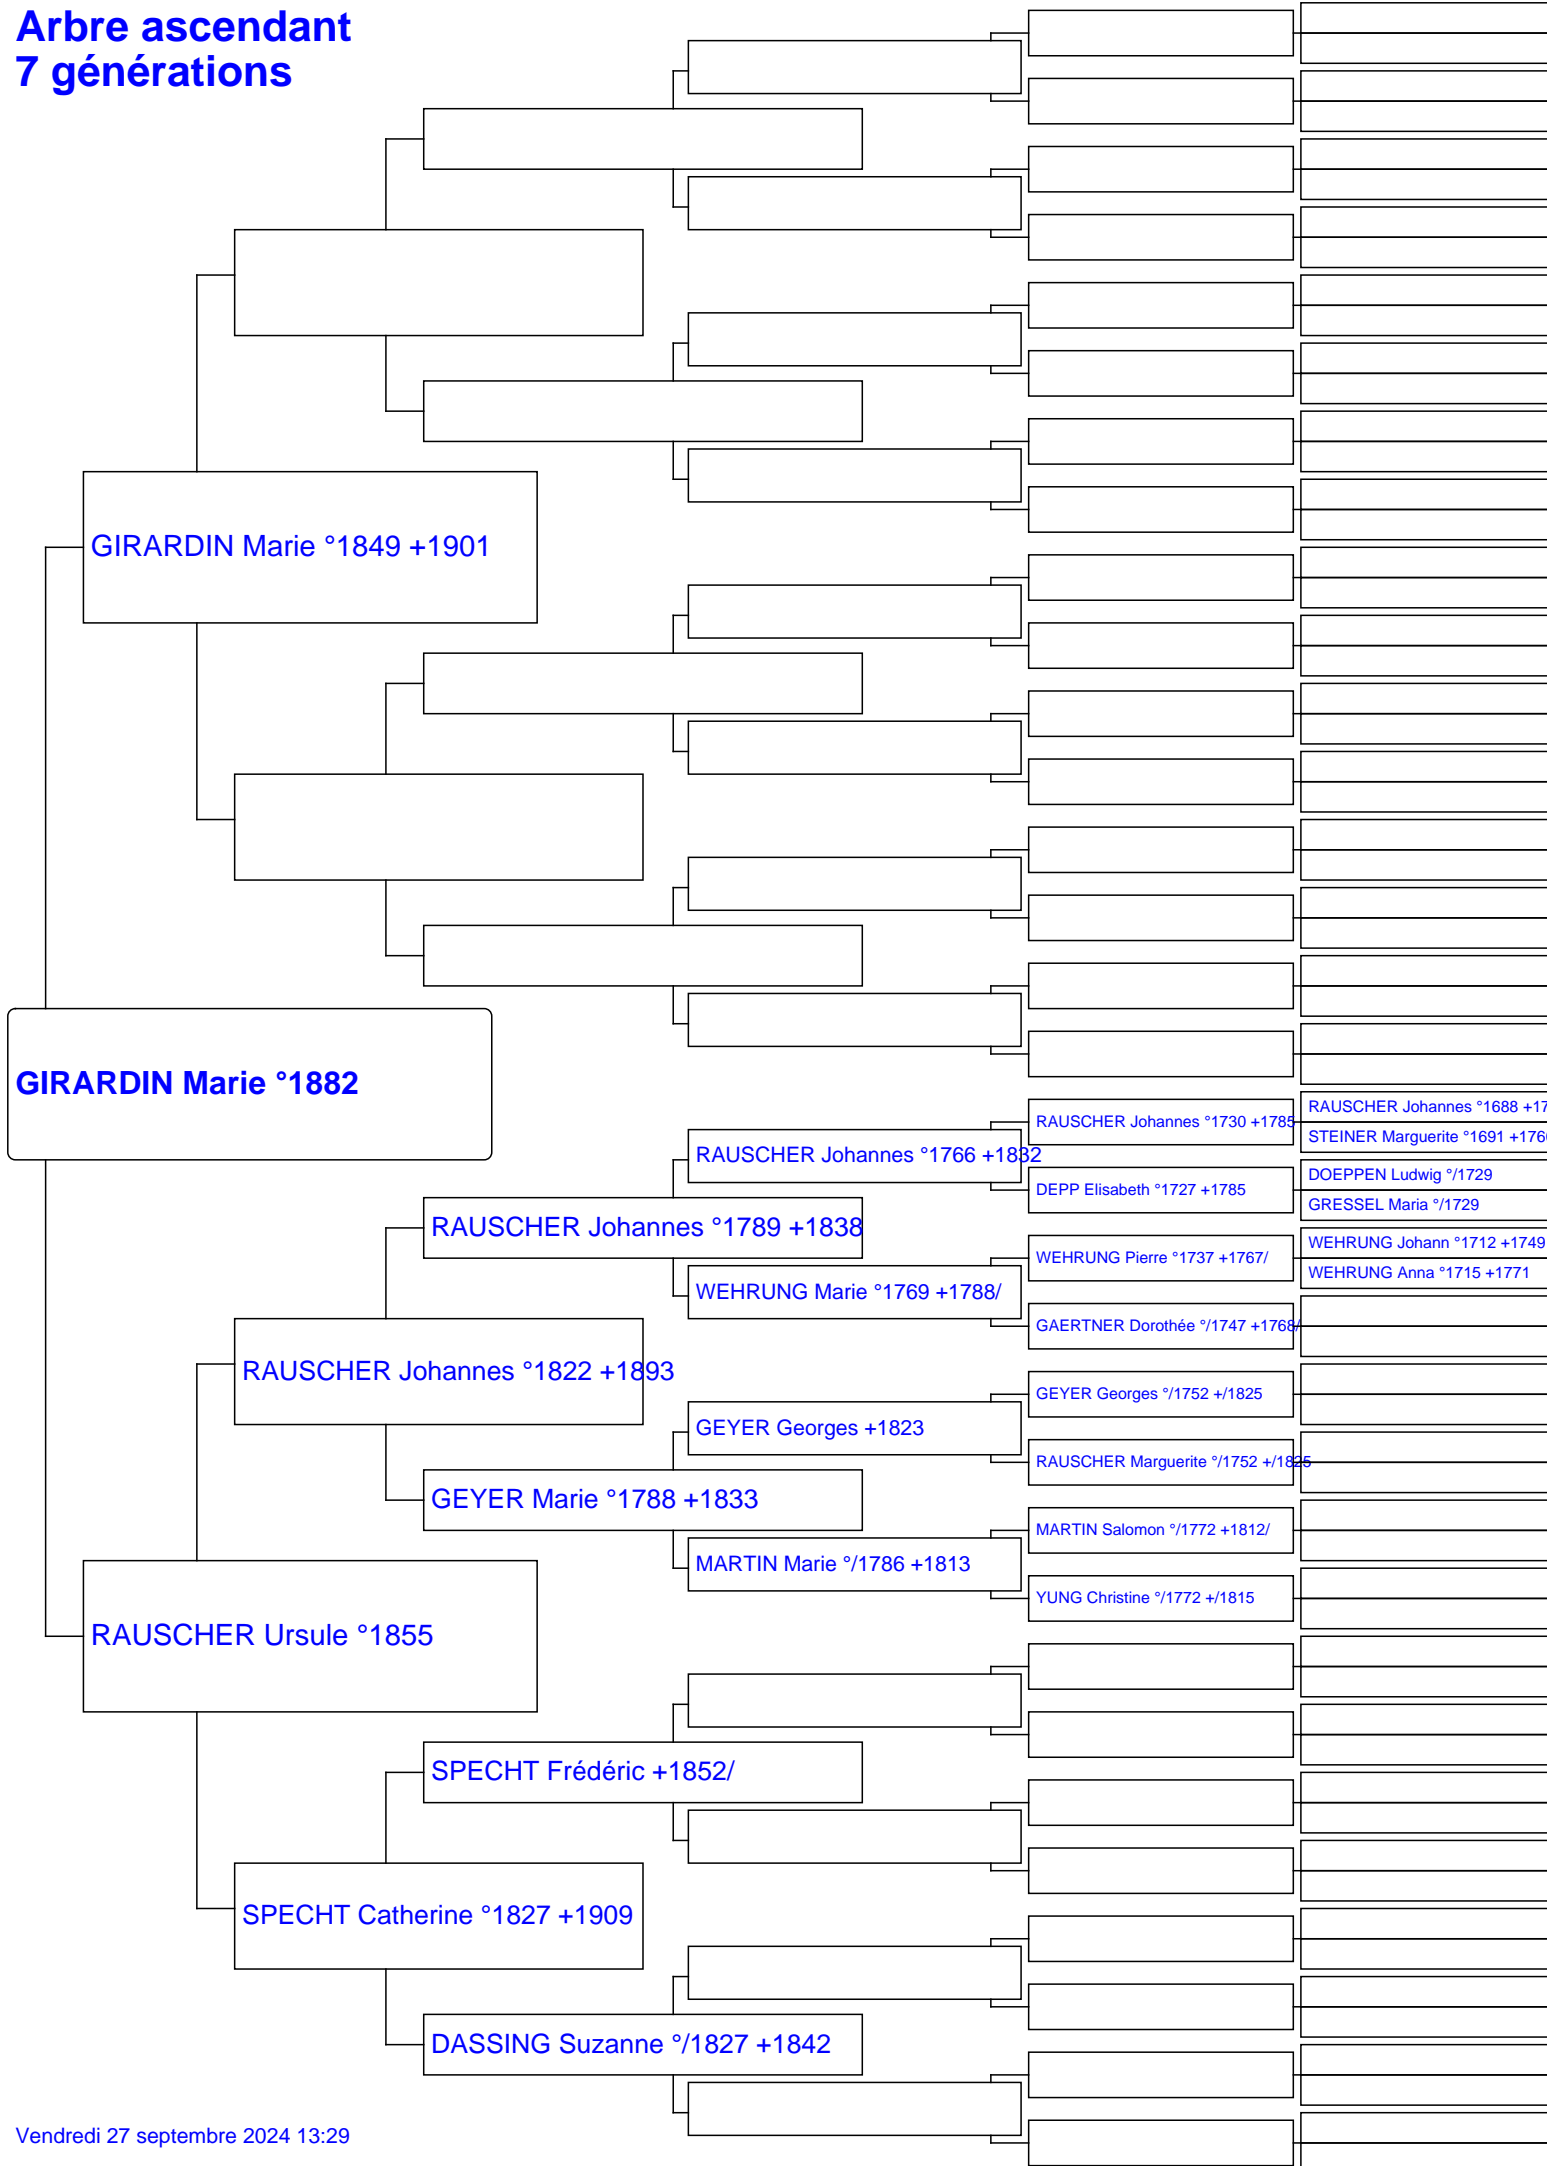 Arbre ascendant
7 générations
GIRARDIN Marie °1849 +1901
GIRARDIN Marie °1882
RAUSCHER Johannes °1730 +1785
RAUSCHER Johannes °1688 +17
STEINER Marguerite °1691 +176
RAUSCHER Johannes °1766 +1832
DEPP Elisabeth °1727 +1785
DOEPPEN Ludwig °/1729
GRESSEL Maria °/1729
RAUSCHER Johannes °1789 +1838
WEHRUNG Pierre °1737 +1767/
WEHRUNG Johann °1712 +1749
WEHRUNG Anna °1715 +1771
WEHRUNG Marie °1769 +1788/
GAERTNER Dorothée °/1747 +1768/
RAUSCHER Johannes °1822 +1893
GEYER Georges °/1752 +/1825
GEYER Georges +1823
RAUSCHER Marguerite °/1752 +/1825
GEYER Marie °1788 +1833
MARTIN Salomon °/1772 +1812/
MARTIN Marie °/1786 +1813
YUNG Christine °/1772 +/1815
RAUSCHER Ursule °1855
SPECHT Frédéric +1852/
SPECHT Catherine °1827 +1909
DASSING Suzanne °/1827 +1842
Vendredi 27 septembre 2024 13:29